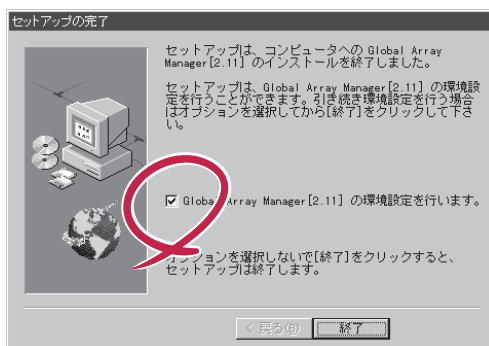 セットアップの完了
セットアップは、コンピュータへの Global Array
Manager[2.11] のインストールを終了しました。
セットアップは、Global Array Manager[2.11] の環境設
定を行うことができます。引き続き環境設定を行う場合
はオプションを選択してから[終了]をクリックして下さ
い。
Global Array Manager[2.11] の環境設定を行います。
オプションを選択しないで[終了]をクリックすると、
セットアップは終了します。
< 戻る(B)
終了